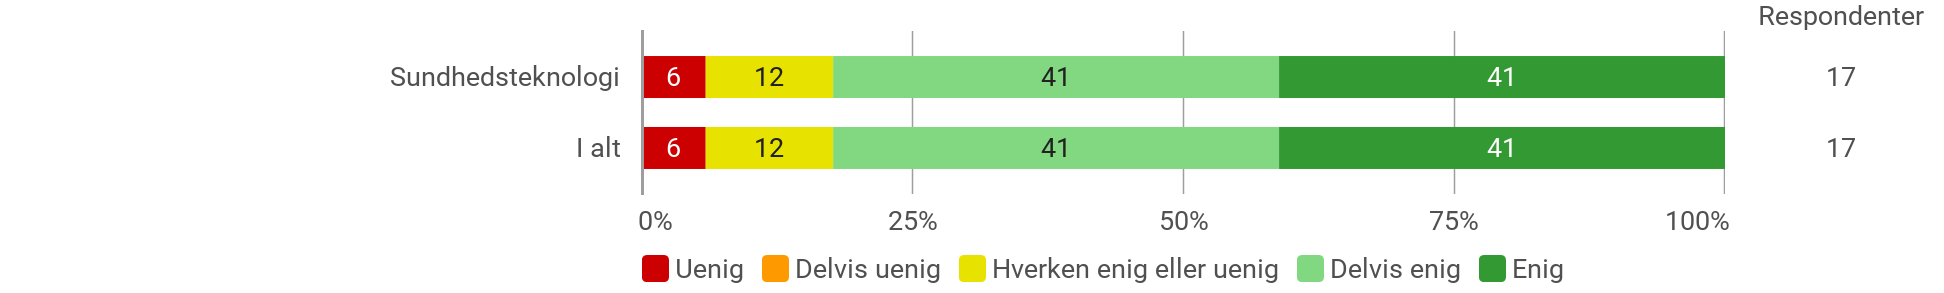 Respondenter
Sundhedsteknologi 6 12 41 41 17
I alt 6 12 41 41 17
0% 25% 50% 75% 100%
Uenig Delvis uenig Hverken enig eller uenig Delvis enig Enig